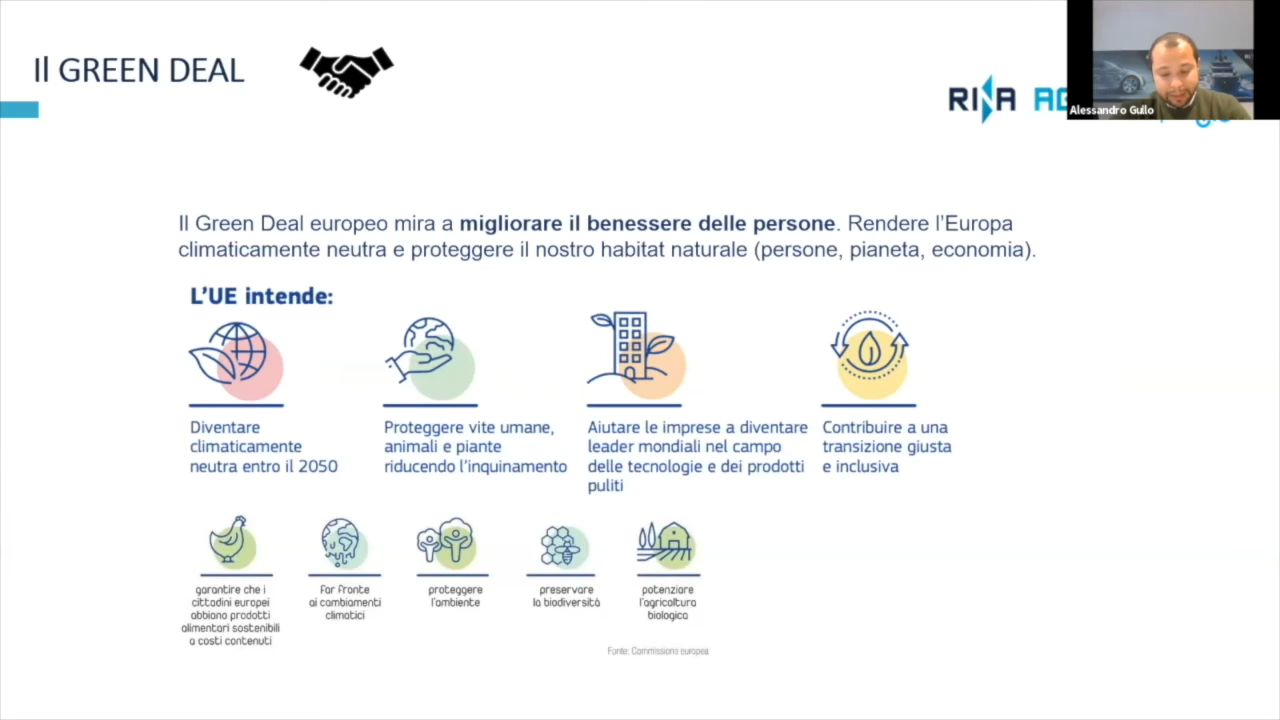 Il GREEN DEAL
RINA
Alessandro Gullo
Il Green Deal europeo mira a migliorare il benessere delle persone. Rendere l'Europa
climaticamente neutra e proteggere il nostro habitat naturale (persone, pianeta, economia).
L'UE intende:
Diventare
climaticamente
neutra entro il 2050
Proteggere vite umane,
animali e piante
riducendo l'inquinamento
Aiutare le imprese a diventare
leader mondiali nel campo
delle tecnologie e dei prodotti
puliti
Contribuire a una
transizione giusta
e inclusiva
garantire che i
cittadini europei
abbiano prodotti
alimentari sostenibili
a costi contenuti
far fronte
ai cambiamenti
climatici
proteggere
l'ambiente
preservare
la biodiversità
potenziare
l'agricoltura
biologica
Fonte: Commissione europea